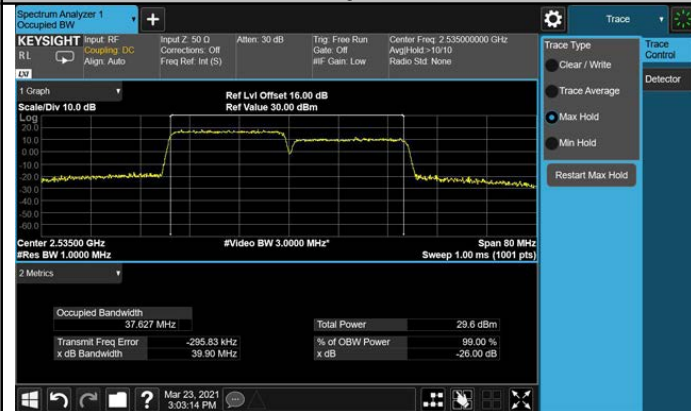 Spectrum Analyzer 1
Occupied BW
+
Trace
KEYSIGHT Input: RF Input Z: 50 Ω Atten: 30 dB Trig: Free Run Center Freq: 2.535000000 GHz
RL Coupling: DC Corrections: Off Gate: Off Avg|Hold:>10/10
Align: Auto Freq Ref: Int (S) #IF Gain: Low Radio Std: None
LXI
Trace Type
Clear / Write
Trace Average
Max Hold
Min Hold
Restart Max Hold
Trace
Control
Detector
1 Graph
Ref Lvl Offset 16.00 dB
Scale/Div 10.0 dB Ref Value 30.00 dBm
Log
20.0
10.0
0.00
-10.0
-20.0
-30.0
-40.0
-50.0
-60.0
Center 2.53500 GHz #Video BW 3.0000 MHz* Span 80 MHz
#Res BW 1.0000 MHz Sweep 1.00 ms (1001 pts)
2 Metrics
Occupied Bandwidth
37.627 MHz Total Power 29.6 dBm
Transmit Freq Error -295.83 kHz % of OBW Power 99.00 %
x dB Bandwidth 39.90 MHz x dB -26.00 dB
? Mar 23, 2021
3:03:14 PM